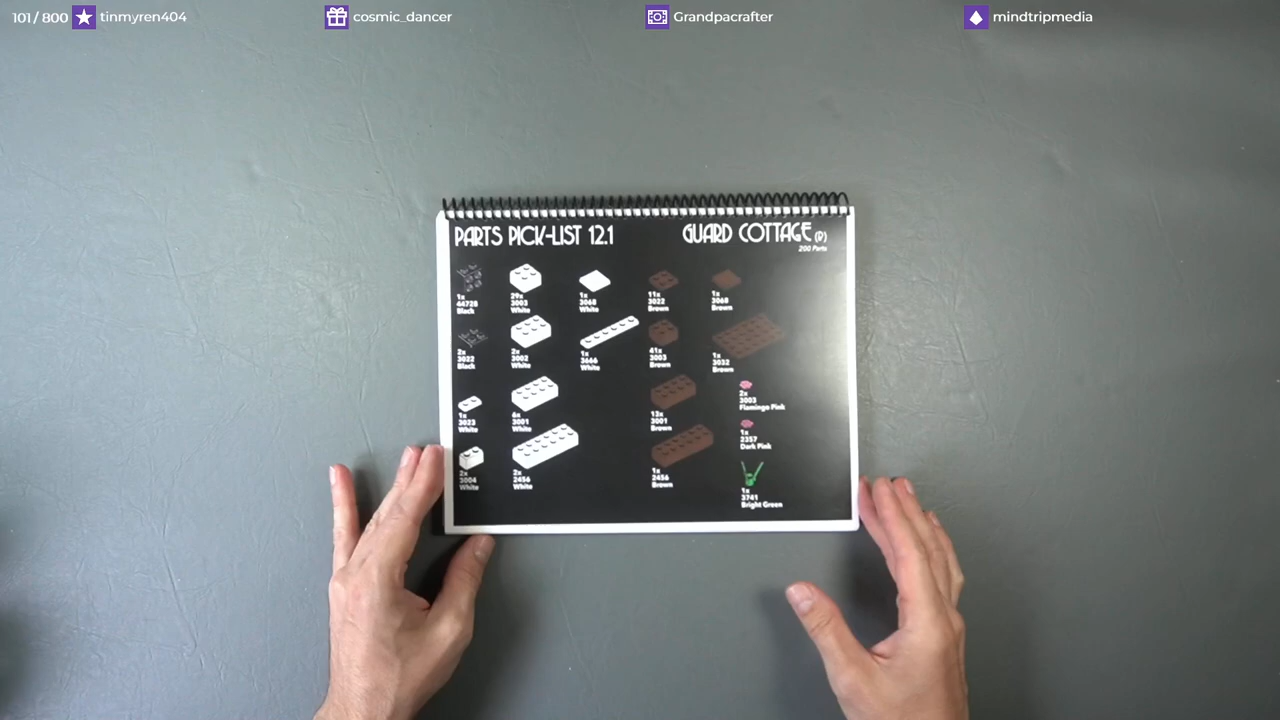 101 / 800 tinmyren404 cosmic_dancer Grandpacrafter mindtripmedia
PARTS PICK-LIST 12.1 GUARD COTTAGE (P)
200 Parts
1x
44728
Black
29x
3003
White
1x
3068
White
11x
3022
Brown
1x
3068
Brown
2x
3022
Black
2x
3002
White
1x
3666
White
41x
3003
Brown
1x
3032
Brown
1x
3023
White
6x
3001
White
13x
3001
Brown
2x
3003
Flamingo Pink
1x
2357
Dark Pink
2x
3004
White
2x
2456
White
1x
2456
Brown
1x
3741
Bright Green